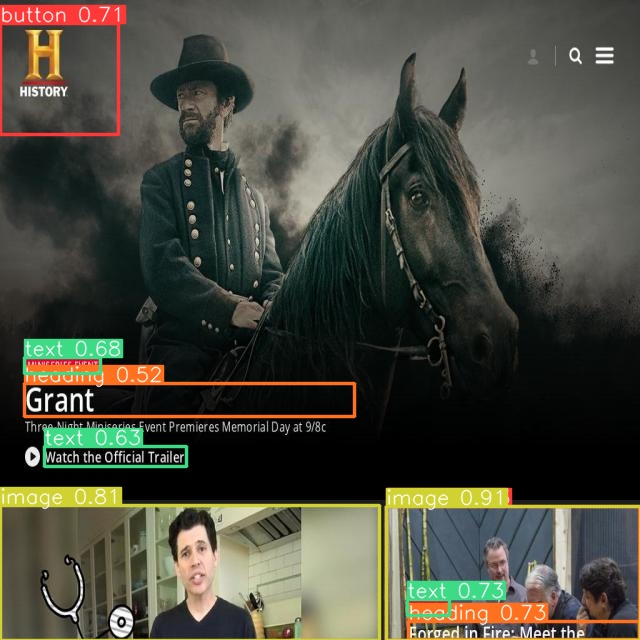 button 0.71
H
HISTORY
text 0.68
MINISERIES EVENT
heading 0.52
Grant
Three-Night Miniseries Event Premieres Memorial Day at 9/8c
text 0.63
Watch the Official Trailer
image 0.81
image 0.91
text 0.73
heading 0.73
Forged in Fire: Meet the